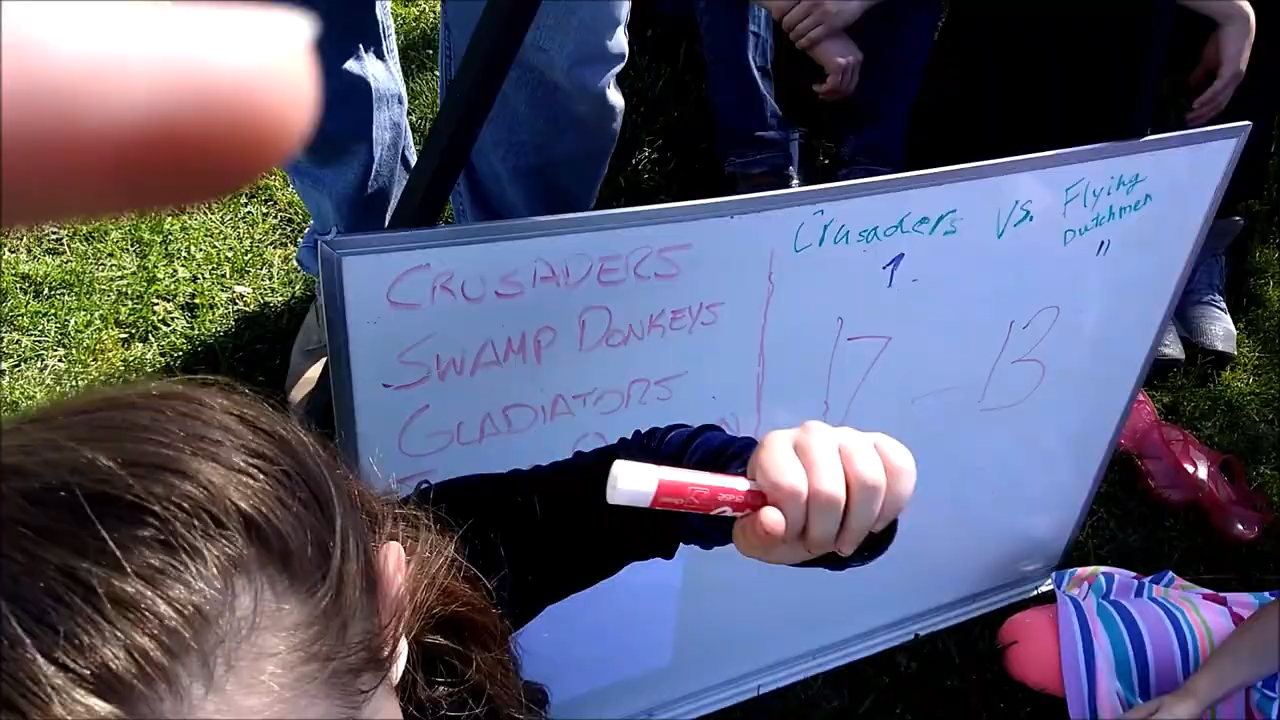 CRUSADERS
SWAMP DONKEYS
GLADIATORS
Crusaders vs. Flying
Dutchmen
1. "
17 - 13